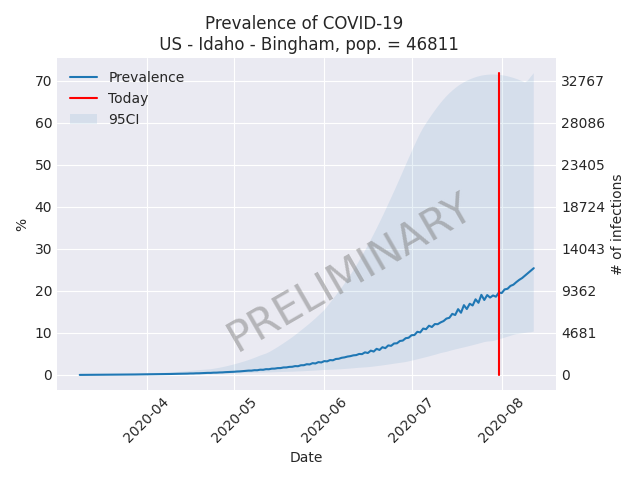 Prevalence of COVID-19
US - Idaho - Bingham, pop. = 46811
Prevalence
Today
95CI
70
60
50
40
30
20
10
0
%
32767
28086
23405
18724
14043
9362
4681
0
# of infections
PRELIMINARY
2020-04
2020-05
2020-06
2020-07
2020-08
Date